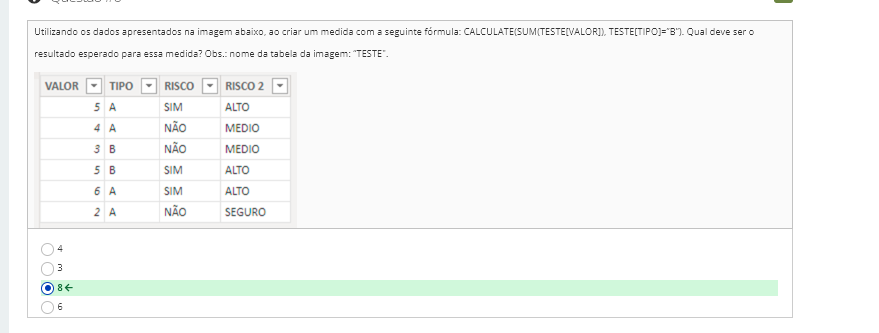 Utilizando os dados apresentados na imagem abaixo, ao criar um medida com a seguinte fórmula: CALCULATE(SUM(TESTE[VALOR]), TESTE[TIPO]="B"). Qual deve ser o
resultado esperado para essa medida? Obs.: nome da tabela da imagem: "TESTE".
VALOR TIPO RISCO RISCO 2
5 A SIM ALTO
4 A NÃO MEDIO
3 B NÃO MEDIO
5 B SIM ALTO
6 A SIM ALTO
2 A NÃO SEGURO
4
3
8←
6